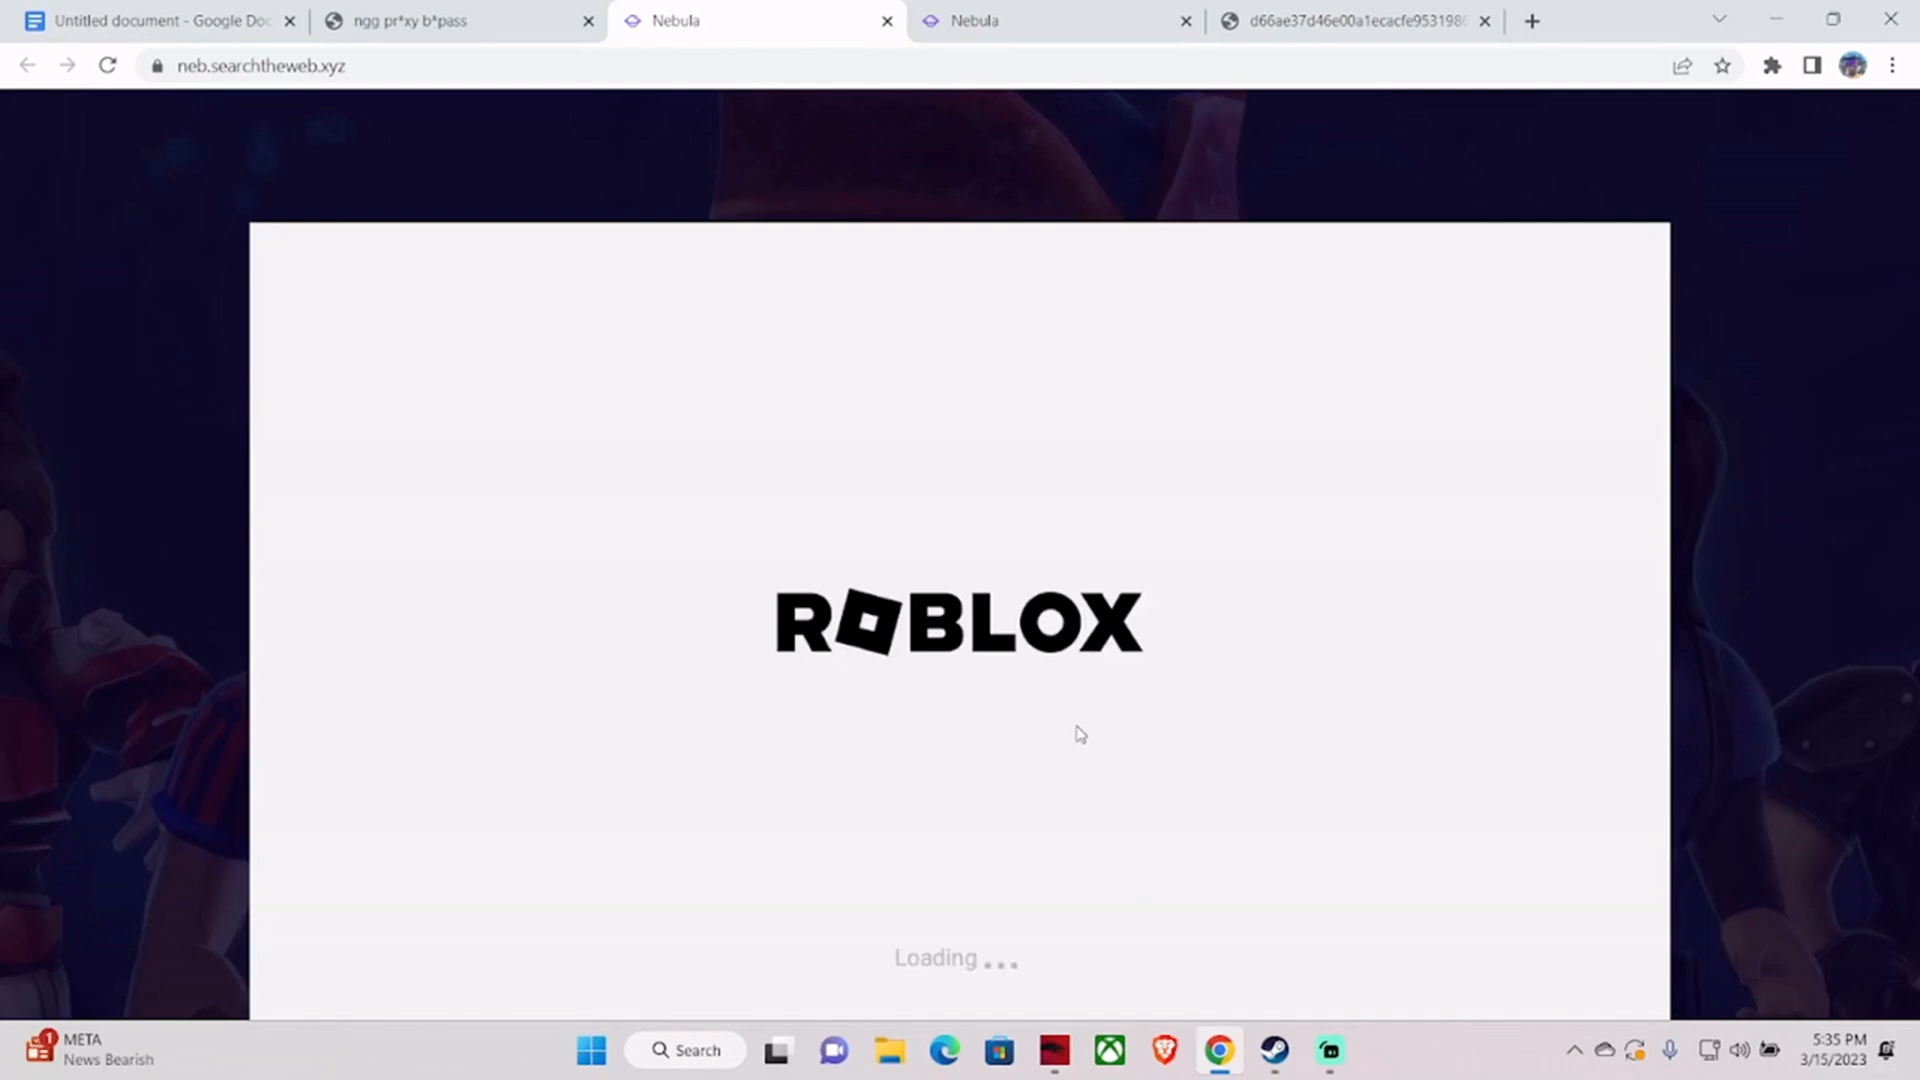 Untitled document - Google Doc
ngg pr*xy b*pass
Nebula
Nebula
d66ae37d46e00a1ecacfe953198
neb.searchtheweb.xyz
ROBLOX
Loading...
1
META
News Bearish
Search
5:35 PM
3/15/2023